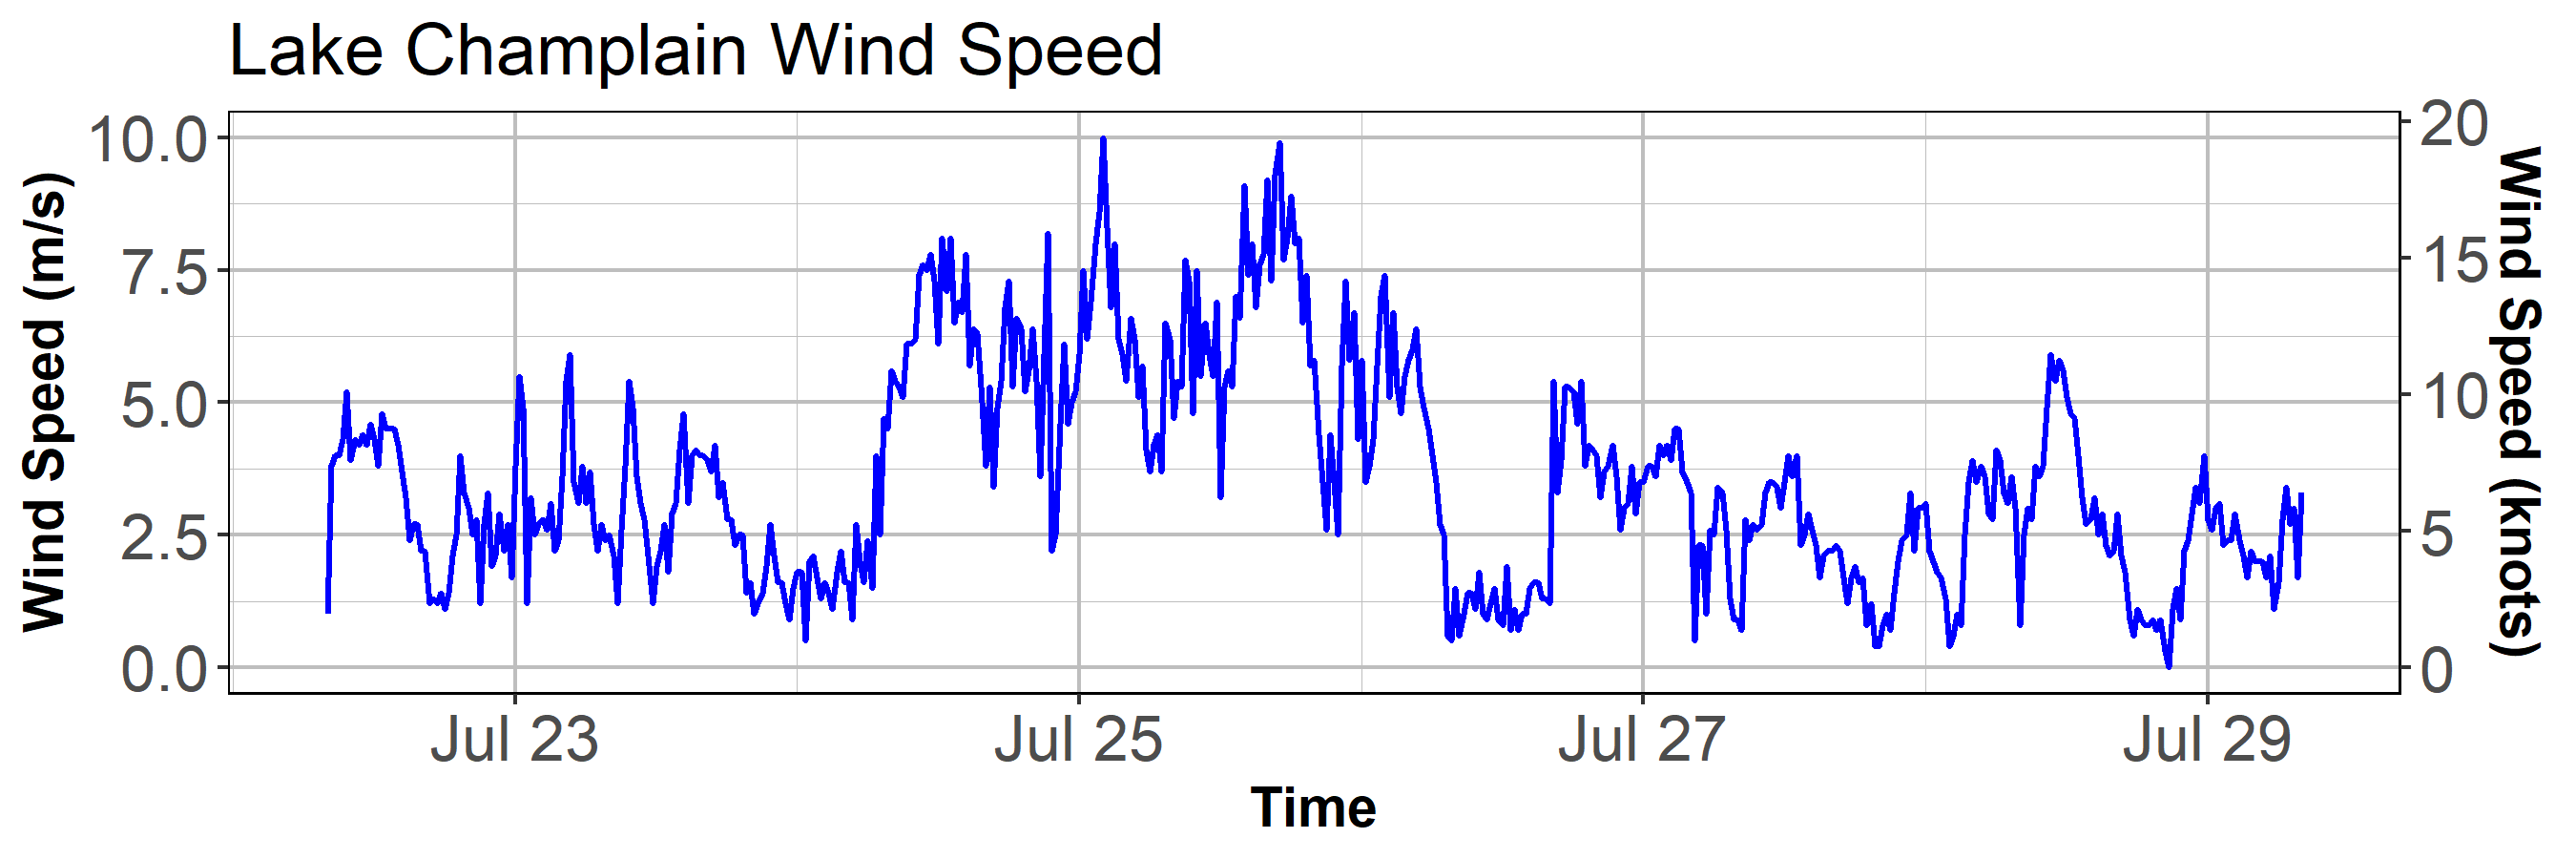 Lake Champlain Wind Speed
Wind Speed (m/s)
10.0
7.5
5.0
2.5
0.0
20
15
10
5
0
Wind Speed (knots)
Jul 23
Jul 25
Jul 27
Jul 29
Time